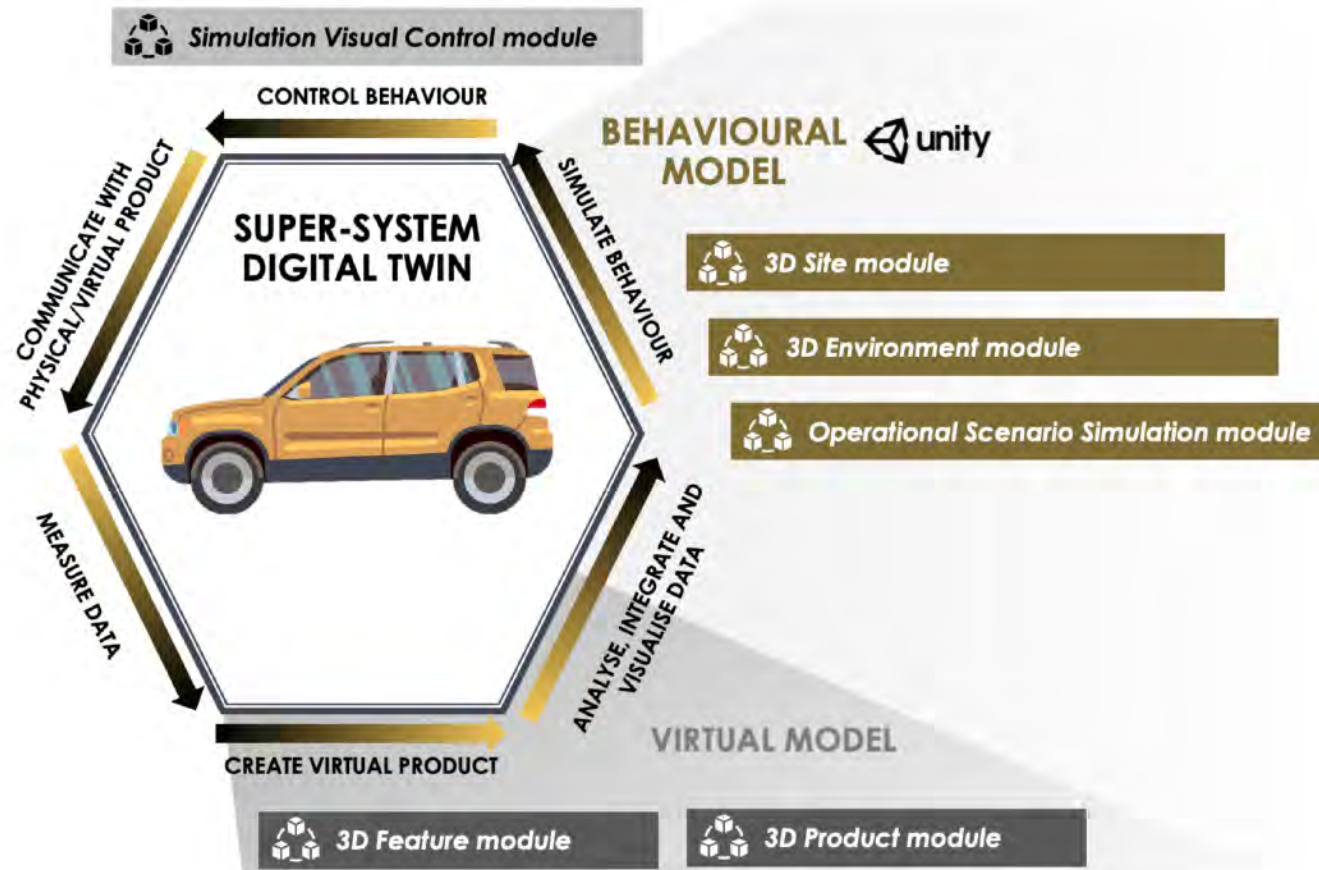 Simulation Visual Control module
CONTROL BEHAVIOUR
BEHAVIOURAL
MODEL
unity
COMMUNICATE WITH
PHYSICAL/VIRTUAL PRODUCT
SIMULATE BEHAVIOUR
SUPER-SYSTEM
DIGITAL TWIN
3D Site module
3D Environment module
Operational Scenario Simulation module
MEASURE DATA
ANALYSE, INTEGRATE AND
VISUALISE DATA
VIRTUAL MODEL
CREATE VIRTUAL PRODUCT
3D Feature module
3D Product module